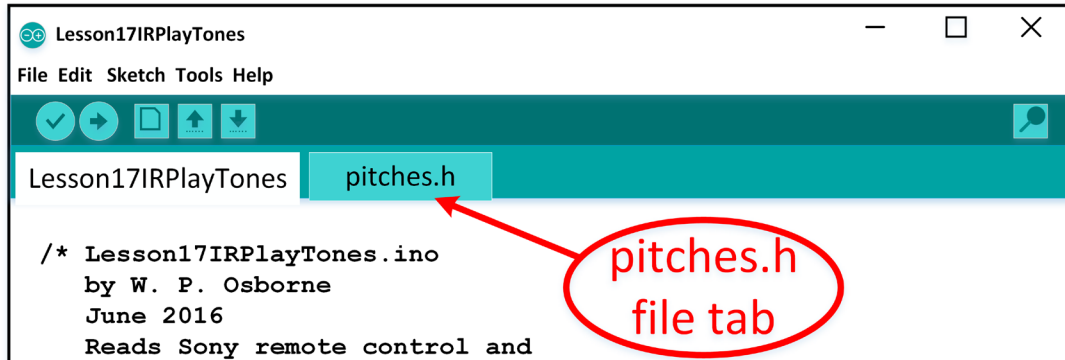 Lesson17IRPlayTones
File Edit Sketch Tools Help
Lesson17IRPlayTones pitches.h
/* Lesson17IRPlayTones.ino
by W. P. Osborne
June 2016
Reads Sony remote control and
pitches.h
file tab